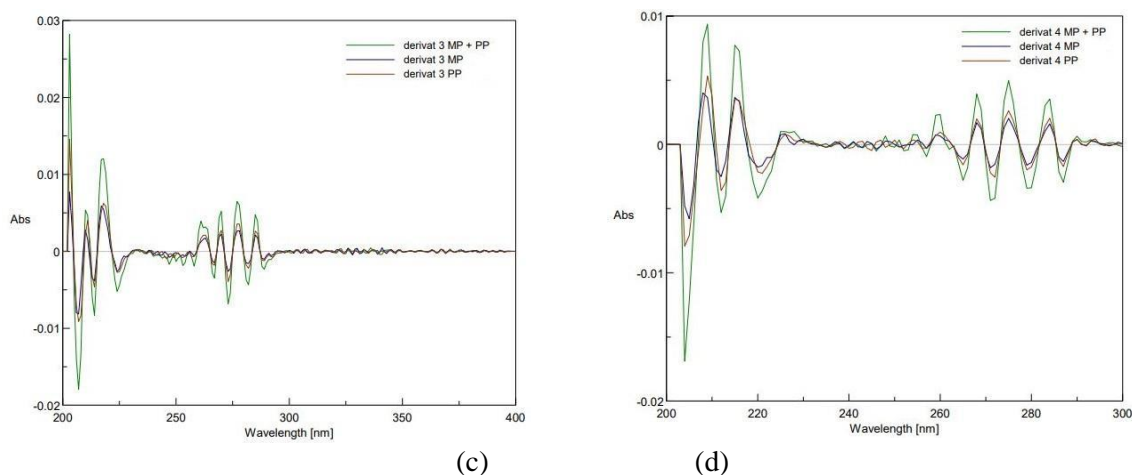 0.03
derivat 3 MP + PP
derivat 3 MP
derivat 3 PP
0.02
0.01
Abs
0
-0.01
-0.02
200 250 300 350 400
Wavelength [nm]
(c)
0.01
derivat 4 MP + PP
derivat 4 MP
derivat 4 PP
0
Abs
-0.01
-0.02
200 220 240 260 280 300
Wavelength [nm]
(d)